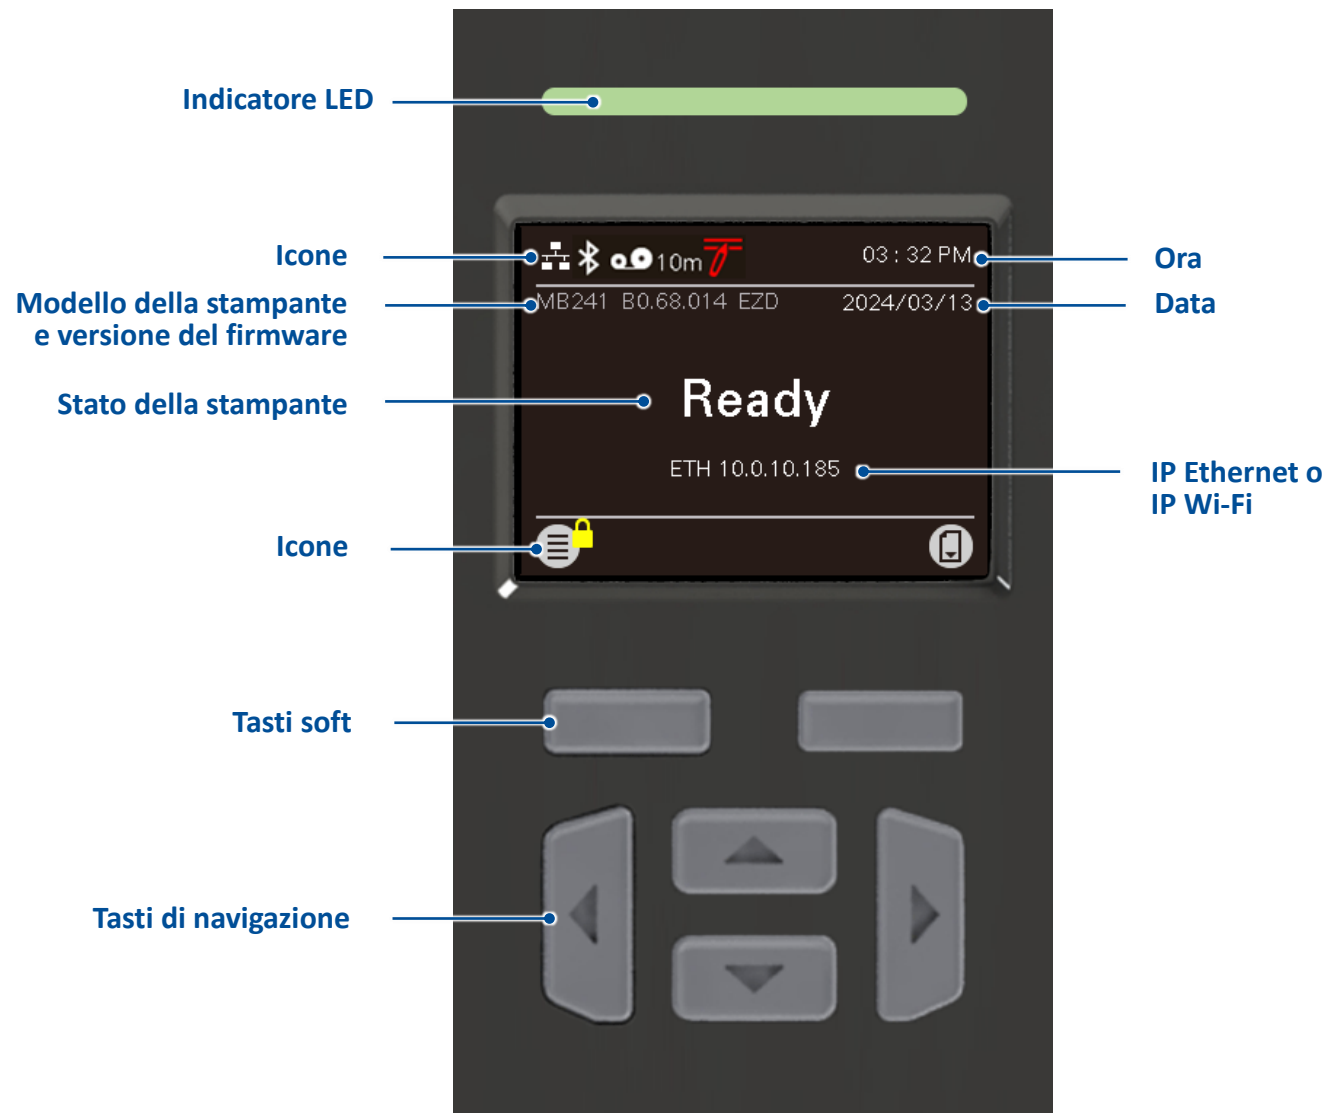 Indicatore LED
Icone
10m
03 : 32 PM
Ora
Modello della stampante
e versione del firmware
MB241 B0.68.014 EZD
2024/03/13
Data
Stato della stampante
Ready
ETH 10.0.10.185
IP Ethernet o
IP Wi-Fi
Icone
Tasti soft
Tasti di navigazione